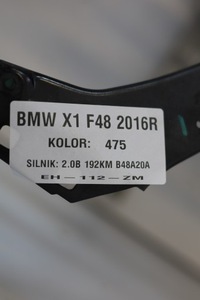 BMW X1 F48 2016R
KOLOR: 475
SILNIK: 2.0B 192KM B48A20A
EH-112-ZM